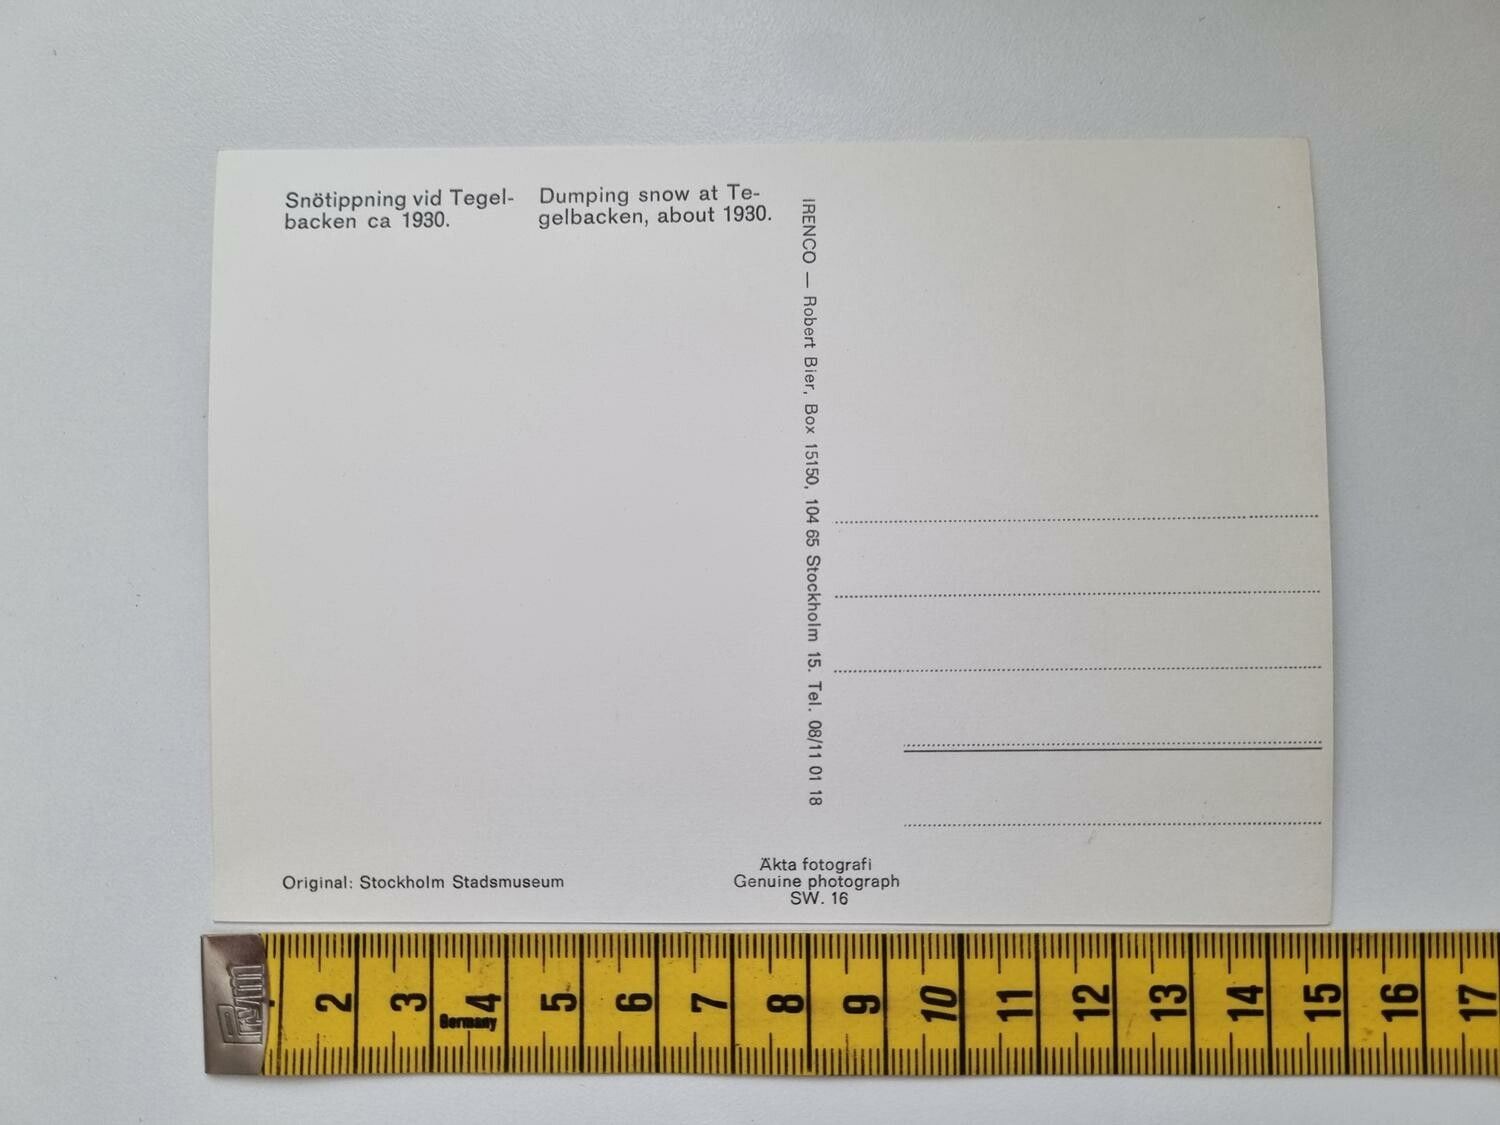 Snötippning vid Tegel-
backen ca 1930.
Dumping snow at Te-
gelbacken, about 1930.
IRENCO — Robert Bier, Box 15150, 104 65 Stockholm 15. Tel. 08/11 01 18
Original: Stockholm Stadsmuseum
Äkta fotografi
Genuine photograph
SW. 16
Prym
2 3 4 5 6 7 8 9 10 11 12 13 14 15 16 17
Germany